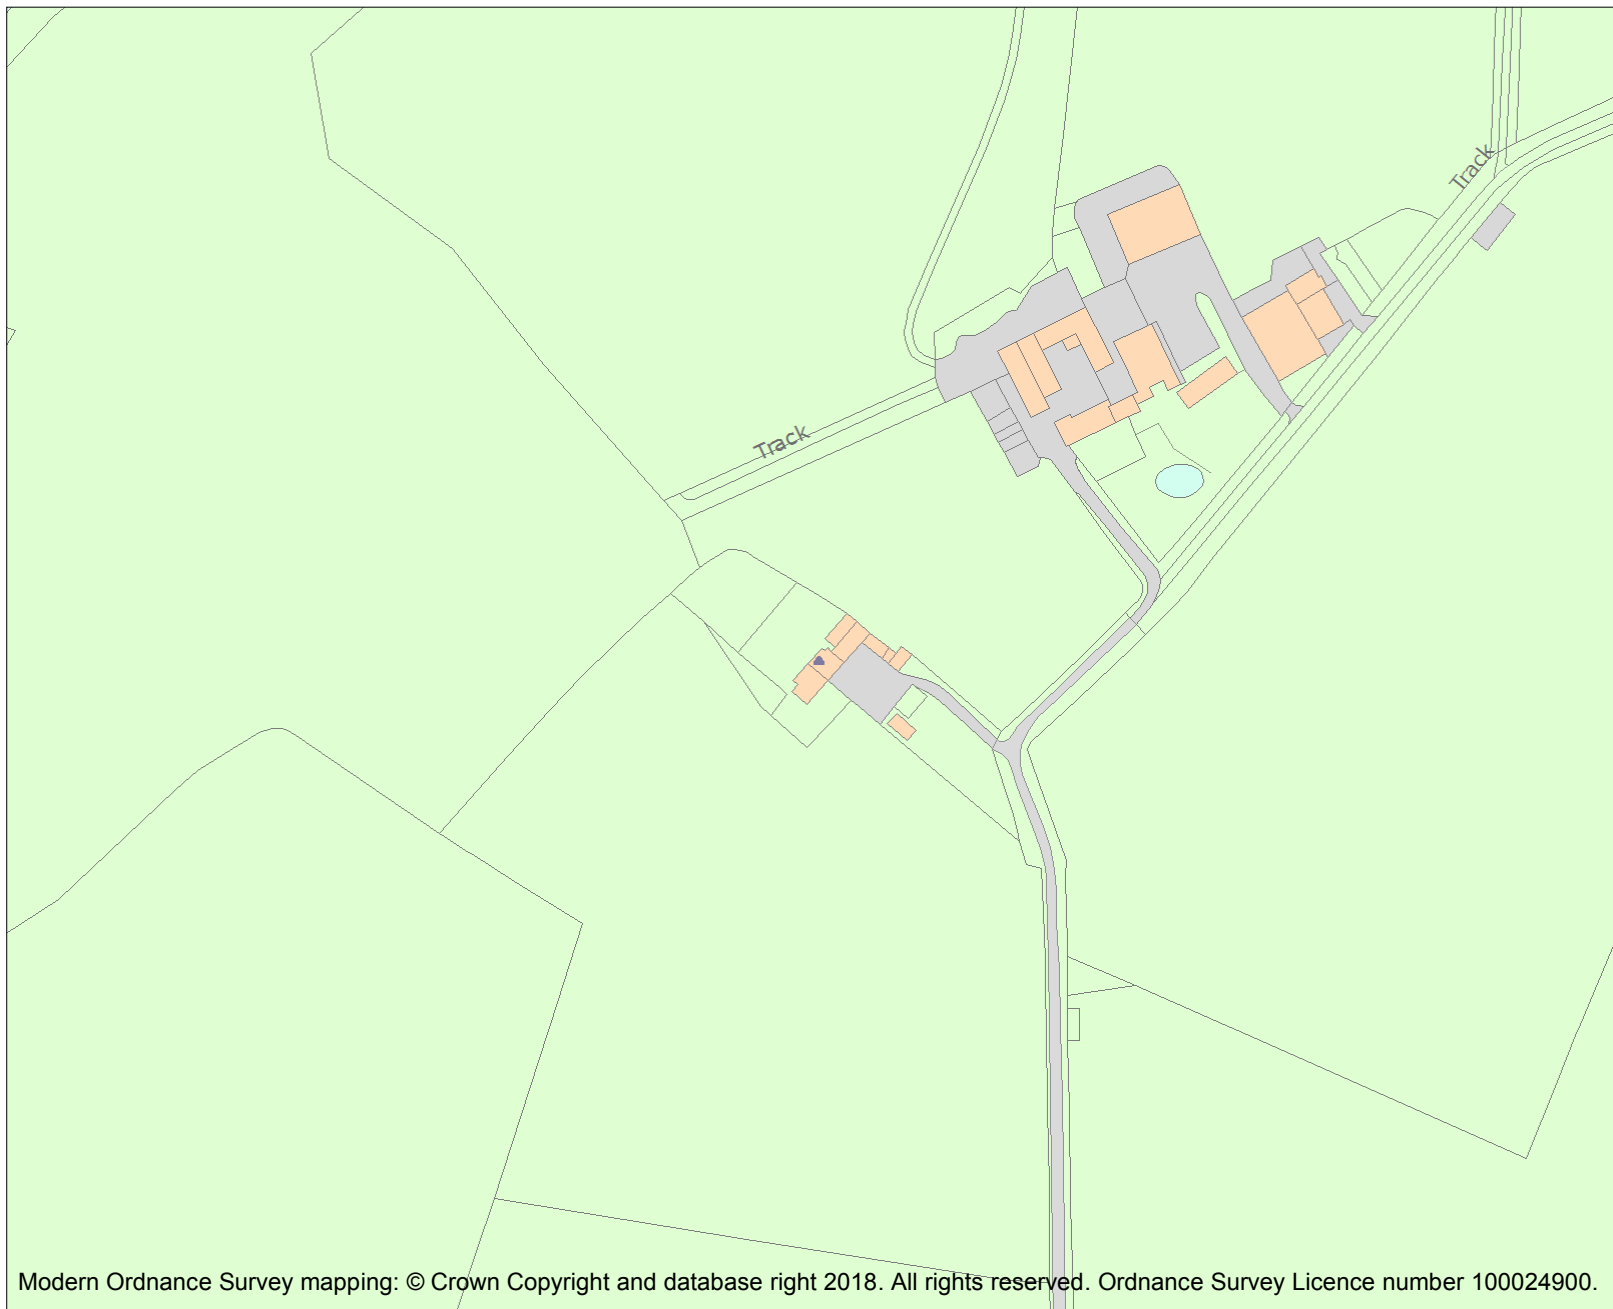 Track
Track
Modern Ordnance Survey mapping: © Crown Copyright and database right 2018. All rights reserved. Ordnance Survey Licence number 100024900.